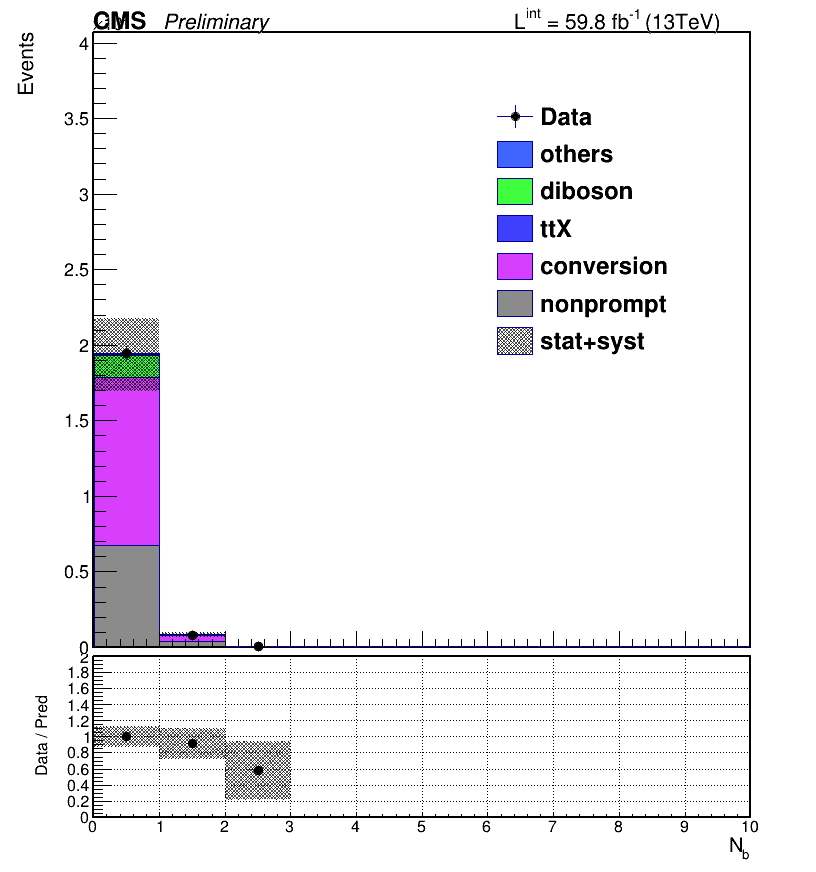 CMS Preliminary L^int = 59.8 fb^-1 (13TeV)
Events
4
3.5
3
2.5
2
1.5
1
0.5
0
Data
others
diboson
ttX
conversion
nonprompt
stat+syst
Data / Pred
2
1.8
1.6
1.4
1.2
1
0.8
0.6
0.4
0.2
0
0 1 2 3 4 5 6 7 8 9 10
N_b